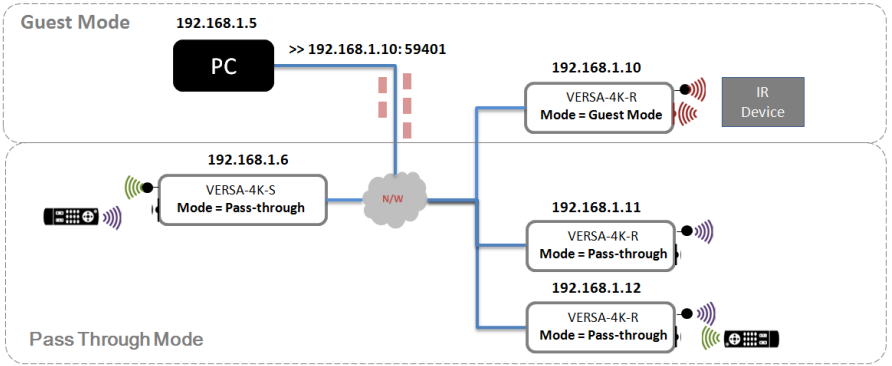 Guest Mode
192.168.1.5
PC
>> 192.168.1.10: 59401
192.168.1.10
VERSA-4K-R
Mode = Guest Mode
IR
Device
192.168.1.6
VERSA-4K-S
Mode = Pass-through
N/W
192.168.1.11
VERSA-4K-R
Mode = Pass-through
192.168.1.12
VERSA-4K-R
Mode = Pass-through
Pass Through Mode